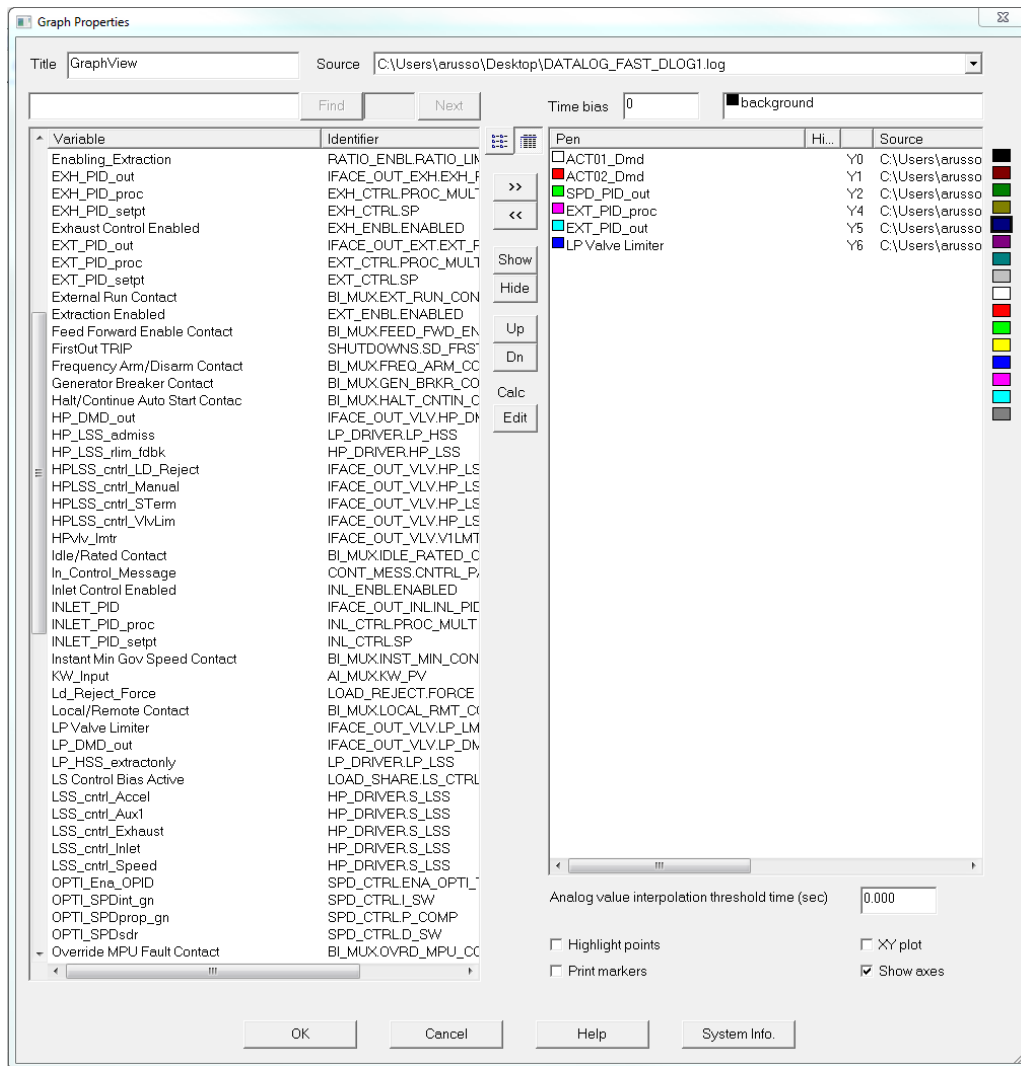 Graph Properties
Title GraphView Source C:\Users\arusso\Desktop\DATALOG_FAST_DLOG1.log
Find Next Time bias 0 background
Variable Identifier Pen Hi... Source
Enabling_Extraction RATIO_ENBL.RATIO_LIM ACT01_Dmd Y0 C:\Users\arusso
EXH_PID_out IFACE_OUT_EXH.EXH_F ACT02_Dmd Y1 C:\Users\arusso
EXH_PID_proc EXH_CTRL.PROC_MULT SPD_PID_out Y2 C:\Users\arusso
EXH_PID_setpt EXH_CTRL.SP EXT_PID_proc Y4 C:\Users\arusso
Exhaust Control Enabled EXH_ENBL.ENABLED EXT_PID_out Y5 C:\Users\arusso
EXT_PID_out IFACE_OUT_EXT.EXT_F LP Valve Limiter Y6 C:\Users\arusso
EXT_PID_proc EXT_CTRL.PROC_MULT
EXT_PID_setpt EXT_CTRL.SP
External Run Contact BI_MUX.EXT_RUN_CON
Extraction Enabled EXT_ENBL.ENABLED
Feed Forward Enable Contact BI_MUX.FEED_FWD_EN
FirstOut TRIP SHUTDOWNS.SD_FRST
Frequency Arm/Disarm Contact BI_MUX.FREQ_ARM_CC
Generator Breaker Contact BI_MUX.GEN_BRKR_CO
Halt/Continue Auto Start Contac BI_MUX.HALT_CNTIN_C
HP_DMD_out IFACE_OUT_VLV.HP_DM
HP_LSS_admiss LP_DRIVER.LP_HSS
HP_LSS_rlim_fdbk HP_DRIVER.HP_LSS
HPLSS_cntrl_LD_Reject IFACE_OUT_VLV.HP_LS
HPLSS_cntrl_Manual IFACE_OUT_VLV.HP_LS
HPLSS_cntrl_STerm IFACE_OUT_VLV.HP_LS
HPLSS_cntrl_VlvLim IFACE_OUT_VLV.HP_LS
HPvlv_lmtr IFACE_OUT_VLV.V1LMT
Idle/Rated Contact BI_MUX.IDLE_RATED_C
In_Control_Message CONT_MESS.CNTRL_PA
Inlet Control Enabled INL_ENBL.ENABLED
INLET_PID IFACE_OUT_INL.INL_PID
INLET_PID_proc INL_CTRL.PROC_MULT
INLET_PID_setpt INL_CTRL.SP
Instant Min Gov Speed Contact BI_MUX.INST_MIN_CON
KW_Input AI_MUX.KW_PV
Ld_Reject_Force LOAD_REJECT.FORCE
Local/Remote Contact BI_MUX.LOCAL_RMT_CO
LP Valve Limiter IFACE_OUT_VLV.LP_LM
LP_DMD_out IFACE_OUT_VLV.LP_DM
LP_HSS_extractonly LP_DRIVER.LP_LSS
LS Control Bias Active LOAD_SHARE.LS_CTRL
LSS_cntrl_Accel HP_DRIVER.S_LSS
LSS_cntrl_Aux1 HP_DRIVER.S_LSS
LSS_cntrl_Exhaust HP_DRIVER.S_LSS
LSS_cntrl_Inlet HP_DRIVER.S_LSS
LSS_cntrl_Speed HP_DRIVER.S_LSS
OPTI_Ena_OPID SPD_CTRL.ENA_OPTI_T
OPTI_SPDint_gn SPD_CTRL.I_SW
OPTI_SPDprop_gn SPD_CTRL.P_COMP
OPTI_SPDsdr SPD_CTRL.D_SW
Override MPU Fault Contact BI_MUX.OVRD_MPU_CC
>>
<<
Show
Hide
Up
Dn
Calc
Edit
Analog value interpolation threshold time (sec) 0.000
Highlight points XY plot
Print markers Show axes
OK Cancel Help System Info.